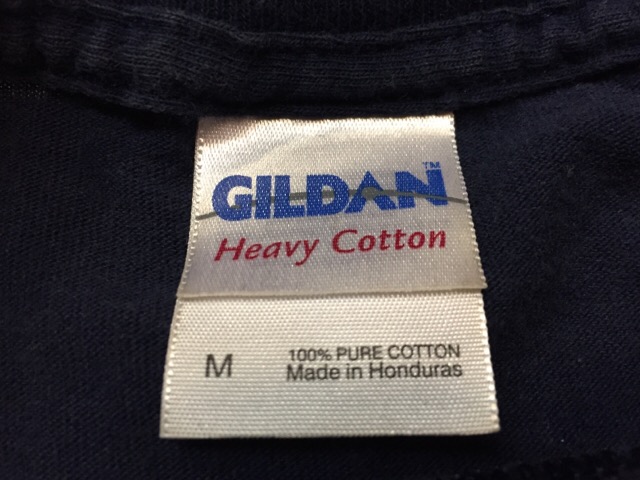 GILDAN™
Heavy Cotton
M
100% PURE COTTON
Made in Honduras